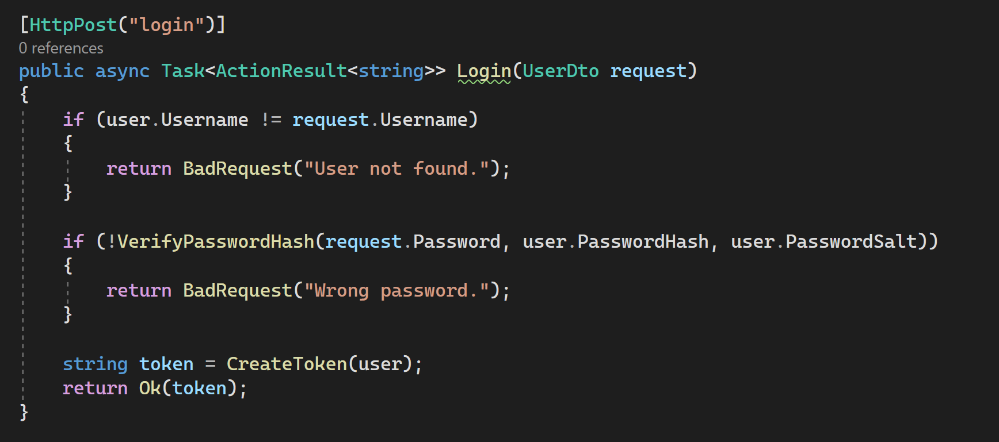 [HttpPost("login")]
0 references
public async Task<ActionResult<string>> Login(UserDto request)
{
    if (user.Username != request.Username)
    {
        return BadRequest("User not found.");
    }
    if (!VerifyPasswordHash(request.Password, user.PasswordHash, user.PasswordSalt))
    {
        return BadRequest("Wrong password.");
    }
    string token = CreateToken(user);
    return Ok(token);
}